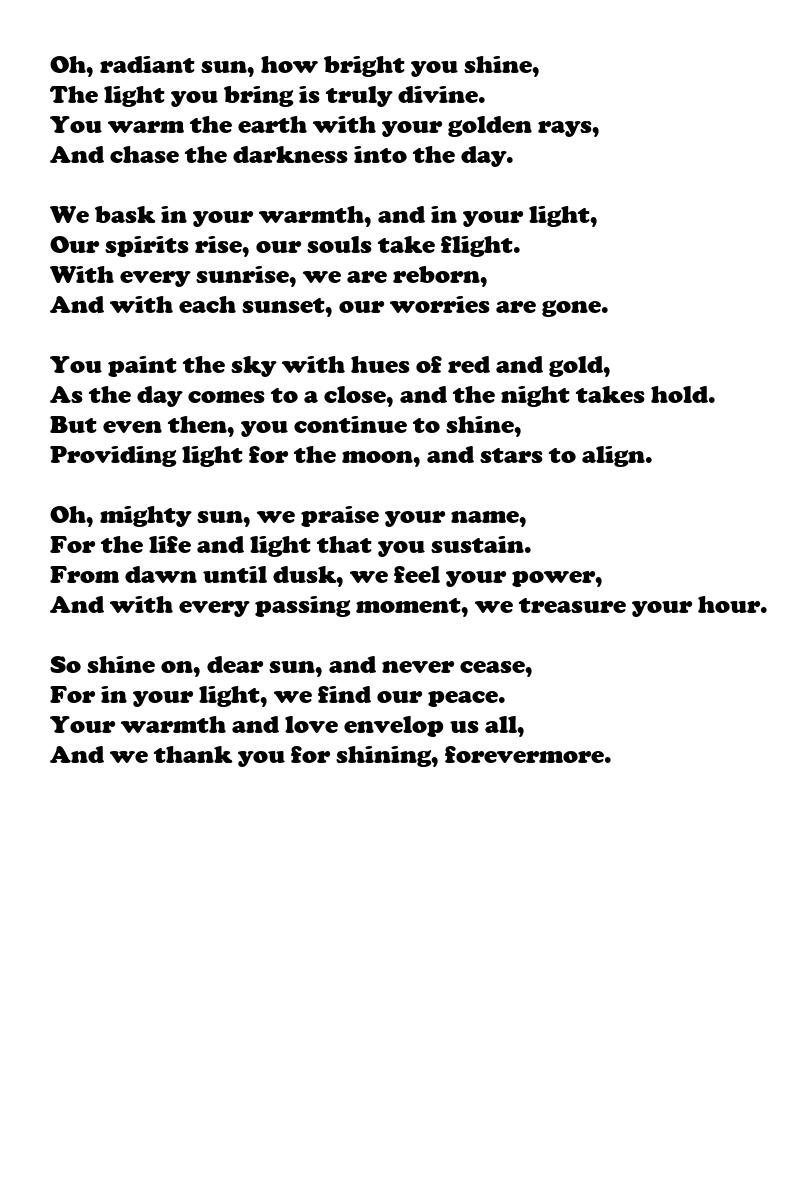 Oh, radiant sun, how bright you shine,
The light you bring is truly divine.
You warm the earth with your golden rays,
And chase the darkness into the day.

We bask in your warmth, and in your light,
Our spirits rise, our souls take flight.
With every sunrise, we are reborn,
And with each sunset, our worries are gone.

You paint the sky with hues of red and gold,
As the day comes to a close, and the night takes hold.
But even then, you continue to shine,
Providing light for the moon, and stars to align.

Oh, mighty sun, we praise your name,
For the life and light that you sustain.
From dawn until dusk, we feel your power,
And with every passing moment, we treasure your hour.

So shine on, dear sun, and never cease,
For in your light, we find our peace.
Your warmth and love envelop us all,
And we thank you for shining, forevermore.